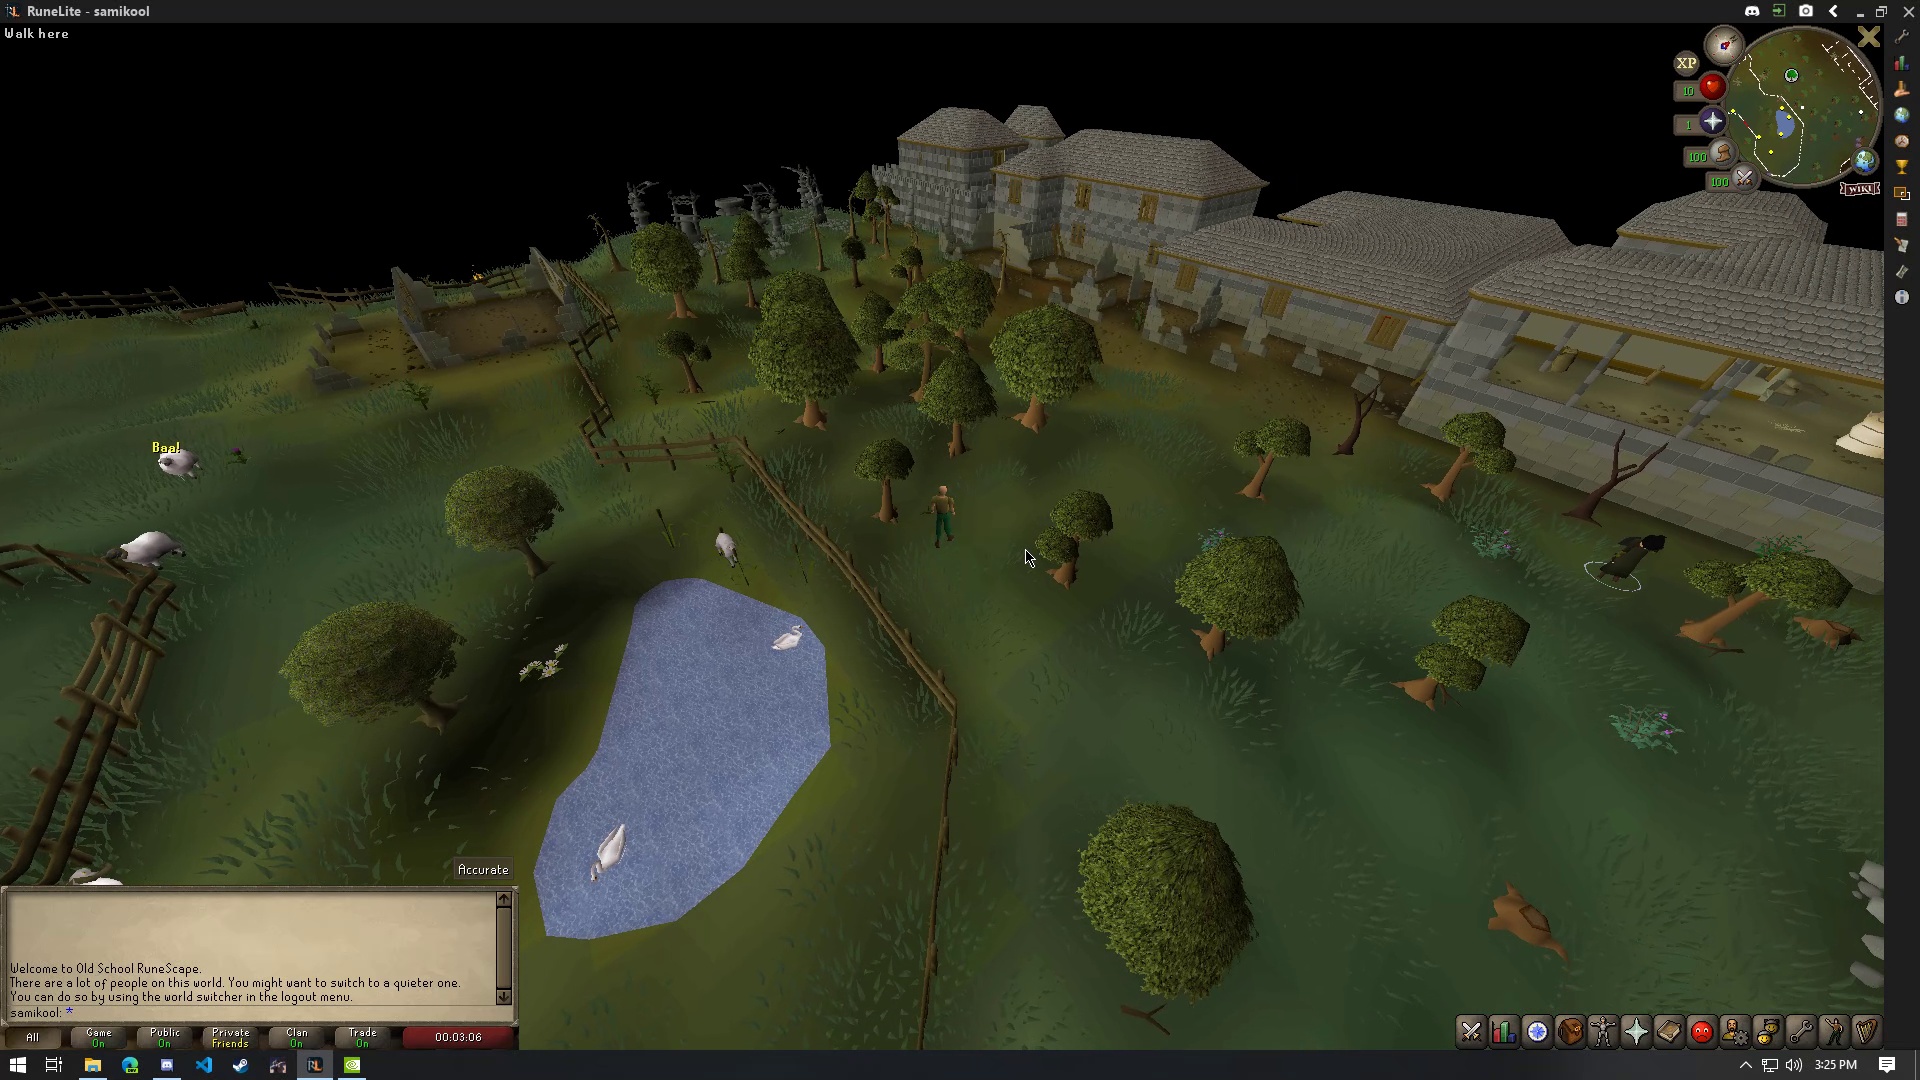 RuneLite - samikool
Walk here
XP
10
1
100
100
WIKI
Baa!
Accurate
Welcome to Old School RuneScape.
There are a lot of people on this world. You might want to switch to a quieter one.
You can do so by using the world switcher in the logout menu.
samikool: *
All
Game
On
Public
On
Private
Friends
Clan
On
Trade
On
00:03:06
3:25 PM